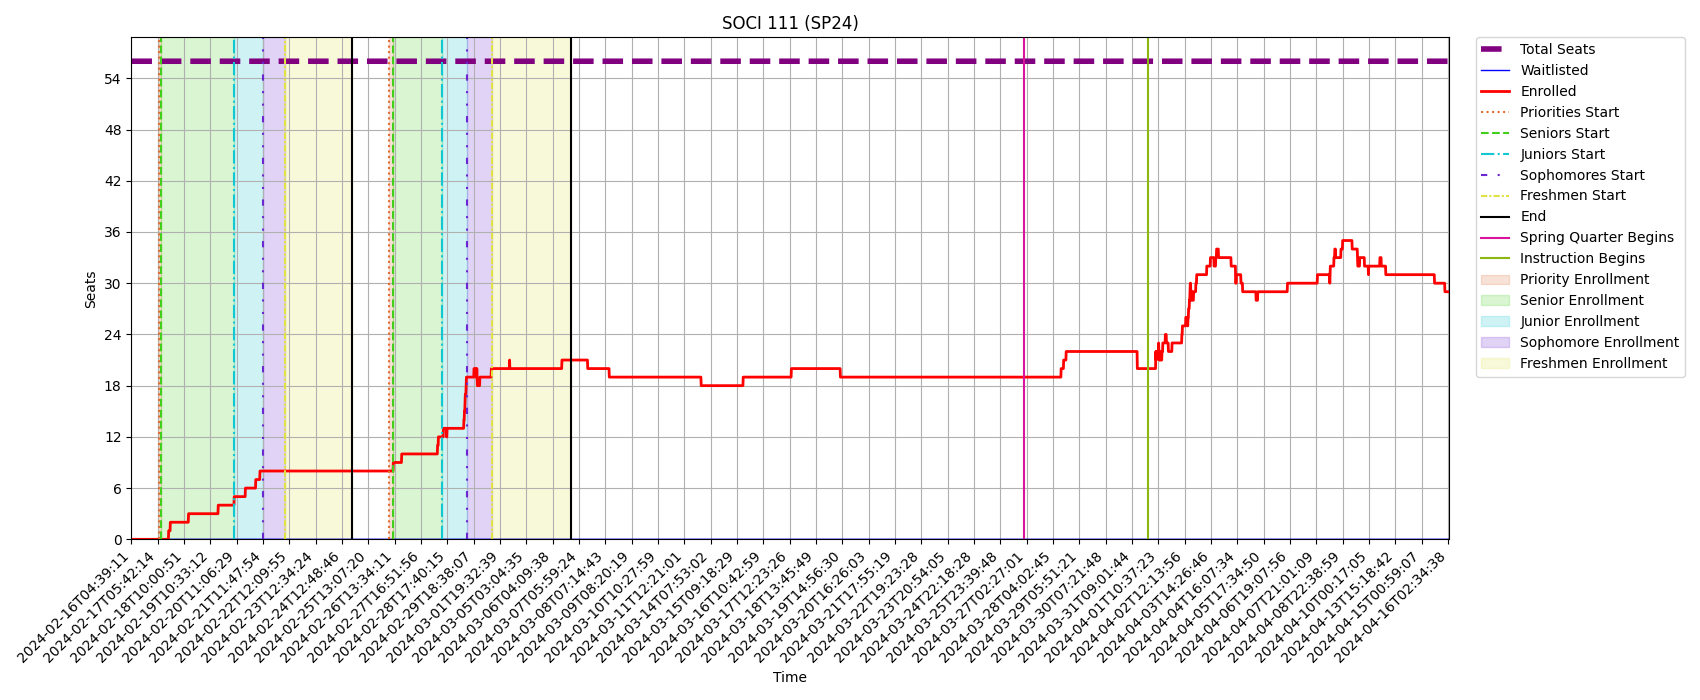 SOCI 111 (SP24)
Seats
54
48
42
36
30
24
18
12
6
0
2024-02-16T04:39:11
2024-02-17T05:42:14
2024-02-18T10:00:51
2024-02-19T10:33:12
2024-02-20T11:06:29
2024-02-21T11:47:54
2024-02-22T12:09:55
2024-02-23T12:34:24
2024-02-24T12:48:46
2024-02-25T13:07:20
2024-02-26T13:34:11
2024-02-27T16:51:56
2024-02-28T17:40:15
2024-02-29T18:38:07
2024-03-01T19:32:39
2024-03-05T03:04:35
2024-03-06T04:09:38
2024-03-07T05:59:24
2024-03-08T07:14:43
2024-03-09T08:20:19
2024-03-10T10:27:59
2024-03-11T12:21:01
2024-03-14T07:53:02
2024-03-15T09:18:29
2024-03-16T10:42:59
2024-03-17T12:23:26
2024-03-18T13:45:49
2024-03-19T14:56:30
2024-03-20T16:26:03
2024-03-21T17:55:19
2024-03-22T19:23:28
2024-03-23T20:54:05
2024-03-24T22:18:28
2024-03-25T23:39:48
2024-03-27T02:27:01
2024-03-28T04:02:45
2024-03-29T05:51:21
2024-03-30T07:21:48
2024-03-31T09:01:44
2024-04-01T10:37:23
2024-04-02T12:13:56
2024-04-03T14:26:46
2024-04-04T16:07:34
2024-04-05T17:34:50
2024-04-06T19:07:56
2024-04-07T21:01:09
2024-04-08T22:38:59
2024-04-10T00:17:05
2024-04-13T15:18:42
2024-04-15T00:59:07
2024-04-16T02:34:38
Time
Total Seats
Waitlisted
Enrolled
Priorities Start
Seniors Start
Juniors Start
Sophomores Start
Freshmen Start
End
Spring Quarter Begins
Instruction Begins
Priority Enrollment
Senior Enrollment
Junior Enrollment
Sophomore Enrollment
Freshmen Enrollment